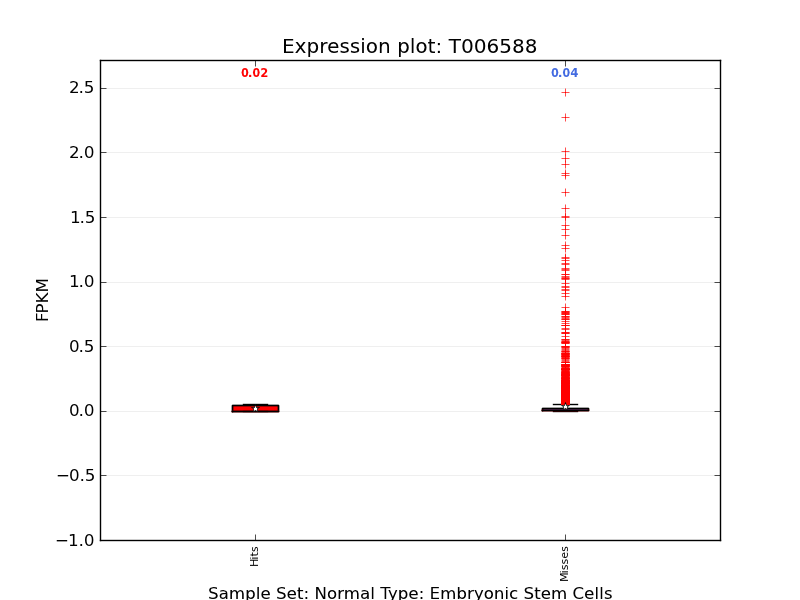 Expression plot: T006588
0.02
0.04
2.5
2.0
1.5
1.0
0.5
0.0
−0.5
−1.0
FPKM
Hits
Misses
Sample Set: Normal Type: Embryonic Stem Cells